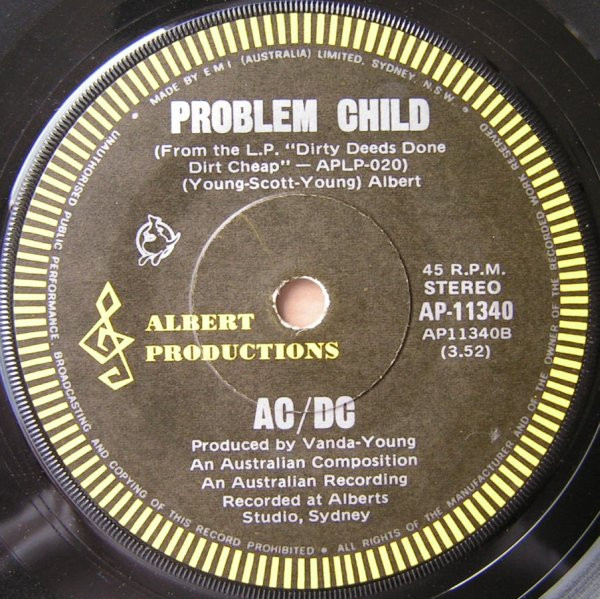 MADE BY E M I (AUSTRALIA) LIMITED, SYDNEY, N.S.W.
PROBLEM CHILD
(From the L.P. "Dirty Deeds Done
Dirt Cheap" — APLP-020)
(Young-Scott-Young) Albert
45 R.P.M.
STEREO
AP-11340
AP11340B
(3.52)
ALBERT
PRODUCTIONS
AC/DC
Produced by Vanda-Young
An Australian Composition
An Australian Recording
Recorded at Alberts
Studio, Sydney
UNAUTHORISED PUBLIC PERFORMANCE, BROADCASTING AND COPYING OF THIS RECORD PROHIBITED • ALL RIGHTS OF THE MANUFACTURER AND OF THE OWNER OF THE RECORDED WORK RESERVED